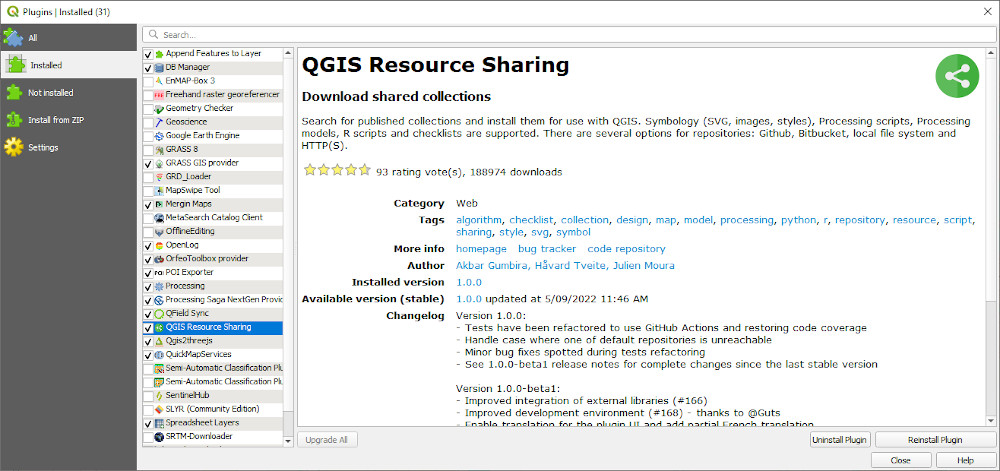 Plugins | Installed (31)
All
Installed
Not installed
Install from ZIP
Settings
Search...
Append Features to Layer
DB Manager
EnMAP-Box 3
Freehand raster georeferencer
Geometry Checker
Geoscience
Google Earth Engine
GRASS 8
GRASS GIS provider
GRD_Loader
MapSwipe Tool
Mergin Maps
MetaSearch Catalog Client
OfflineEditing
OpenLog
OrfeoToolbox provider
POI Exporter
Processing
Processing Saga NextGen Provic
QField Sync
QGIS Resource Sharing
Qgis2threejs
QuickMapServices
Semi-Automatic Classification Plu
Semi-Automatic Classification Plu
SentinelHub
SLYR (Community Edition)
Spreadsheet Layers
SRTM-Downloader
QGIS Resource Sharing
Download shared collections
Search for published collections and install them for use with QGIS. Symbology (SVG, images, styles), Processing scripts, Processing
models, R scripts and checklists are supported. There are several options for repositories: Github, Bitbucket, local file system and
HTTP(S).
93 rating vote(s), 188974 downloads
Category Web
Tags algorithm, checklist, collection, design, map, model, processing, python, r, repository, resource, script,
sharing, style, svg, symbol
More info homepage bug tracker code repository
Author Akbar Gumbira, Håvard Tveite, Julien Moura
Installed version 1.0.0
Available version (stable) 1.0.0 updated at 5/09/2022 11:46 AM
Changelog Version 1.0.0:
- Tests have been refactored to use GitHub Actions and restoring code coverage
- Handle case where one of default repositories is unreachable
- Minor bug fixes spotted during tests refactoring
- See 1.0.0-beta1 release notes for complete changes since the last stable version
Version 1.0.0-beta1:
- Improved integration of external libraries (#166)
- Improved development environment (#168) - thanks to @Guts
- Enable translation for the plugin UI and add partial French translation
Upgrade All
Uninstall Plugin
Reinstall Plugin
Close
Help